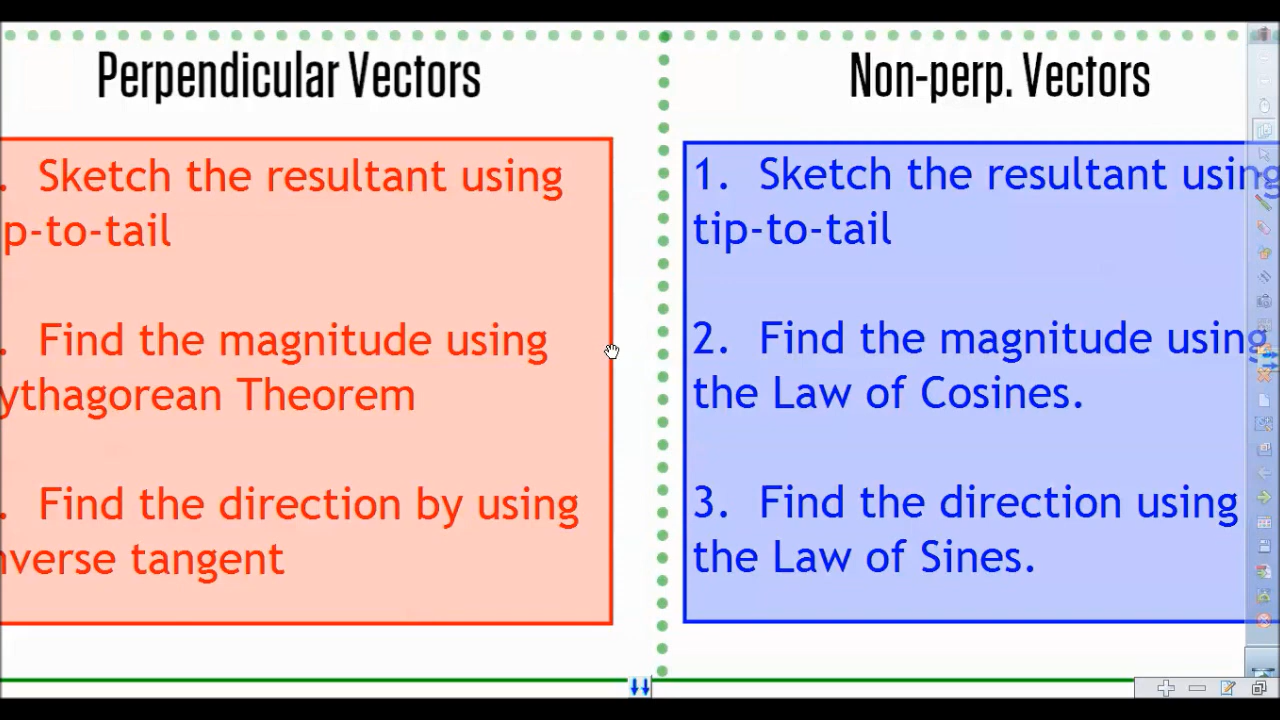 Perpendicular Vectors
. Sketch the resultant using
p-to-tail
. Find the magnitude using
ythagorean Theorem
. Find the direction by using
nverse tangent
Non-perp. Vectors
1. Sketch the resultant using
tip-to-tail
2. Find the magnitude using
the Law of Cosines.
3. Find the direction using
the Law of Sines.